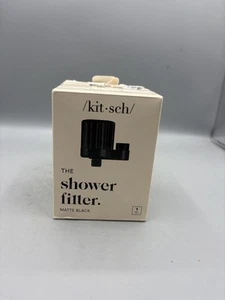 /kit•sch/
THE
shower
filter.
MATTE BLACK